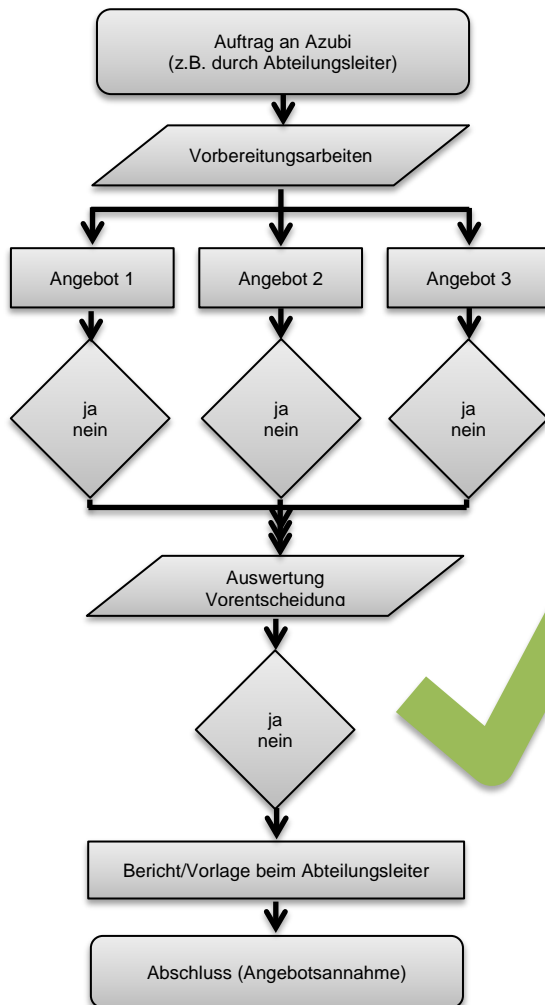 Auftrag an Azubi
(z.B. durch Abteilungsleiter)
Vorbereitungsarbeiten
Angebot 1
Angebot 2
Angebot 3
ja
nein
ja
nein
ja
nein
Auswertung
Vorentscheidung
ja
nein
Bericht/Vorlage beim Abteilungsleiter
Abschluss (Angebotsannahme)